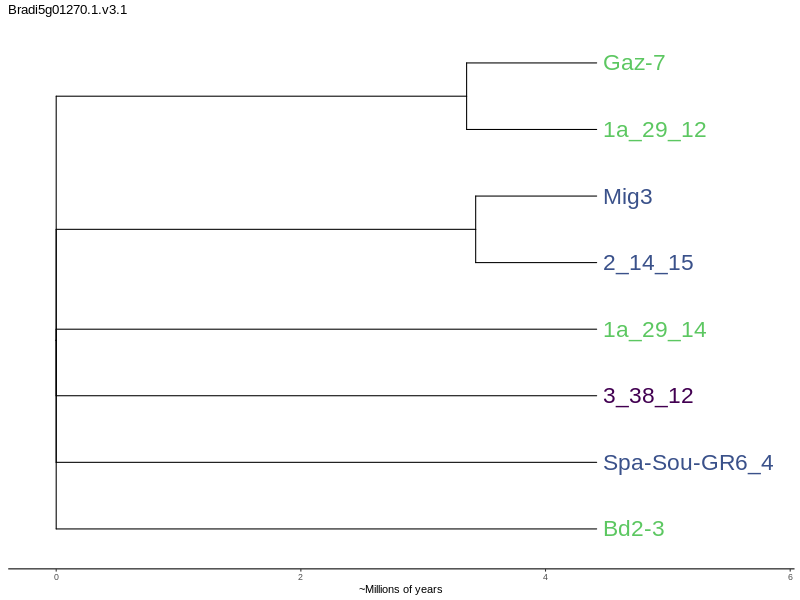 Bradi5g01270.1.v3.1
Gaz-7
1a_29_12
Mig3
2_14_15
1a_29_14
3_38_12
Spa-Sou-GR6_4
Bd2-3
0 2 4 6
~Millions of years